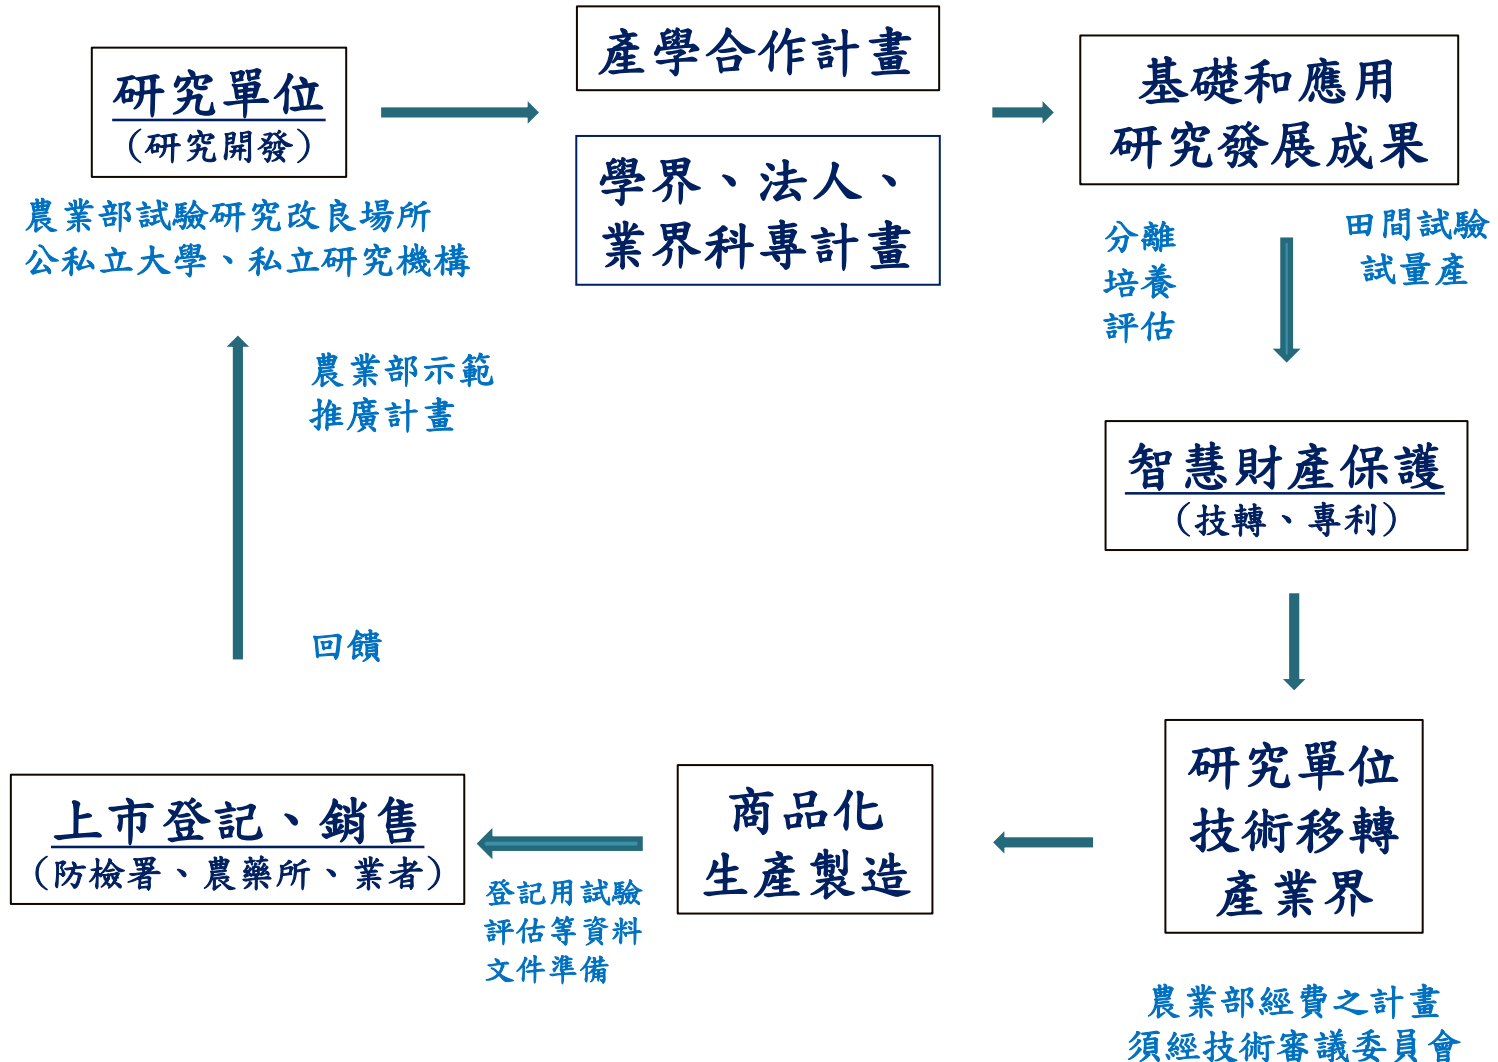 研究單位
(研究開發)
農業部試驗研究改良場所
公私立大學、私立研究機構
產學合作計畫
學界、法人、
業界科專計畫
基礎和應用
研究發展成果
分離
培養
評估
田間試驗
試量產
智慧財產保護
(技轉、專利)
研究單位
技術移轉
產業界
農業部經費之計畫
須經技術審議委員會
商品化
生產製造
登記用試驗
評估等資料
文件準備
上市登記、銷售
(防檢署、農藥所、業者)
回饋
農業部示範
推廣計畫